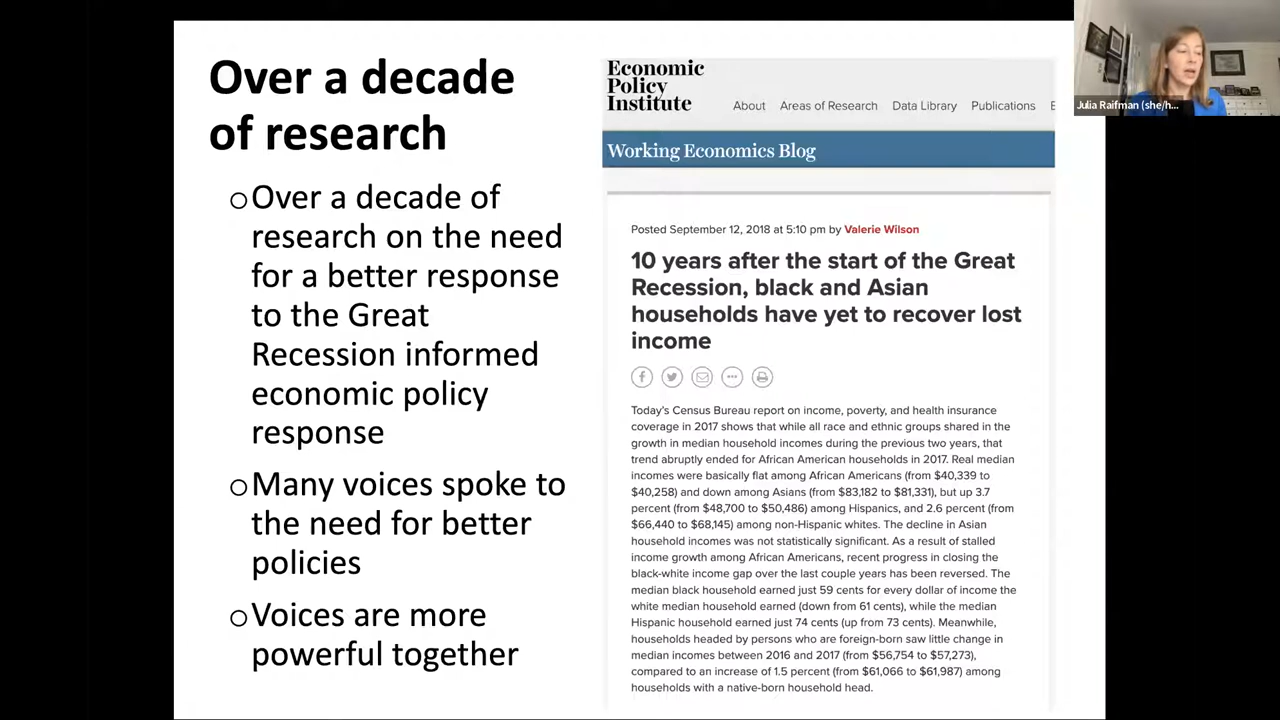 Over a decade
of research
oOver a decade of
research on the need
for a better response
to the Great
Recession informed
economic policy
response
oMany voices spoke to
the need for better
policies
oVoices are more
powerful together
Economic
Policy
Institute
About Areas of Research Data Library Publications E
Working Economics Blog
Posted September 12, 2018 at 5:10 pm by Valerie Wilson
10 years after the start of the Great
Recession, black and Asian
households have yet to recover lost
income
Today's Census Bureau report on income, poverty, and health insurance
coverage in 2017 shows that while all race and ethnic groups shared in the
growth in median household incomes during the previous two years, that
trend abruptly ended for African American households in 2017. Real median
incomes were basically flat among African Americans (from $40,339 to
$40,258) and down among Asians (from $83,182 to $81,331), but up 3.7
percent (from $48,700 to $50,486) among Hispanics, and 2.6 percent (from
$66,440 to $68,145) among non-Hispanic whites. The decline in Asian
household incomes was not statistically significant. As a result of stalled
income growth among African Americans, recent progress in closing the
black-white income gap over the last couple years has been reversed. The
median black household earned just 59 cents for every dollar of income the
white median household earned (down from 61 cents), while the median
Hispanic household earned just 74 cents (up from 73 cents). Meanwhile,
households headed by persons who are foreign-born saw little change in
median incomes between 2016 and 2017 (from $56,754 to $57,273),
compared to an increase of 1.5 percent (from $61,066 to $61,987) among
households with a native-born household head.
Julia Raifman (she/h...